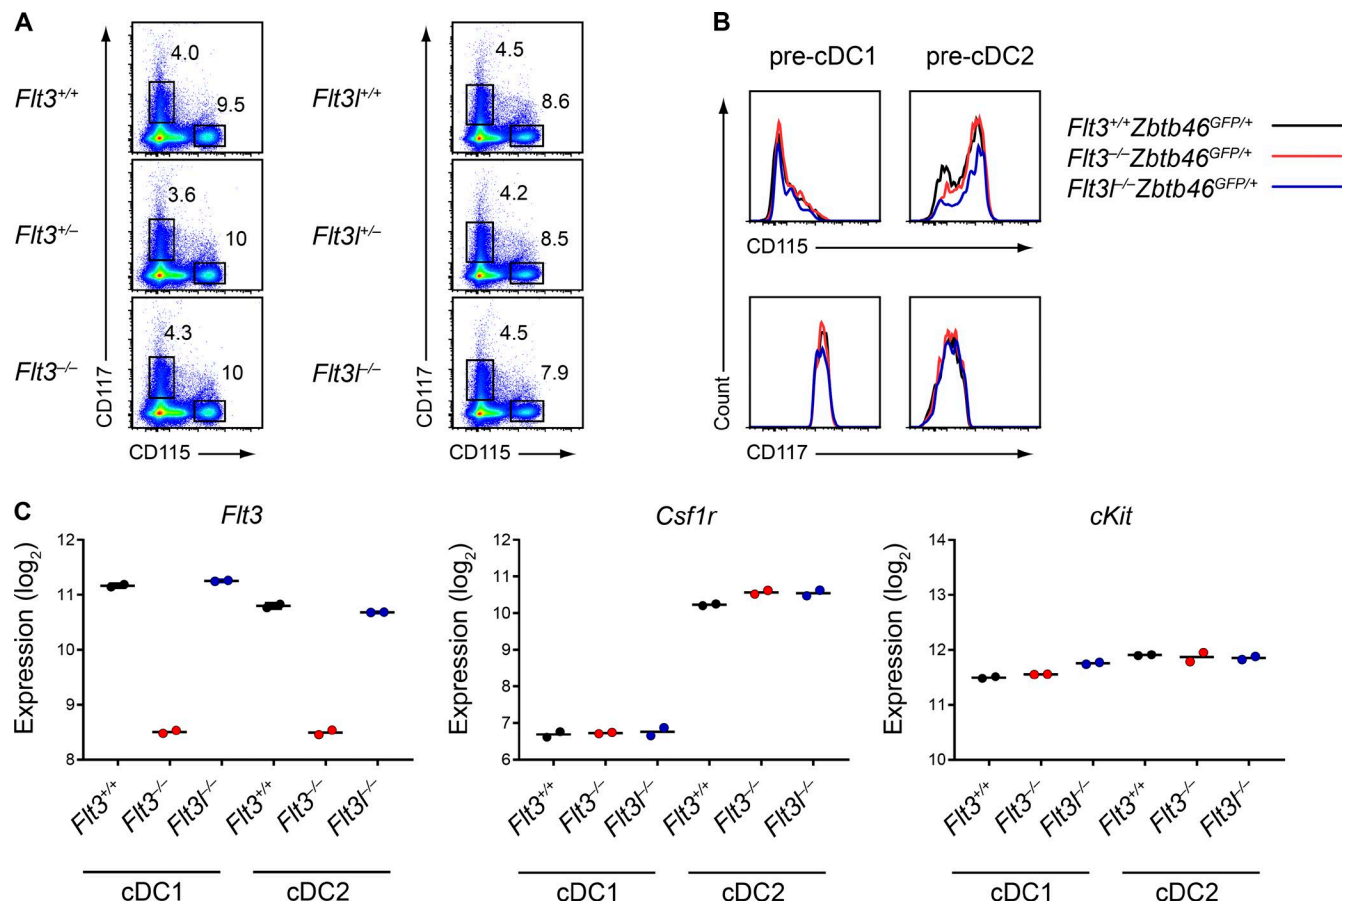 A
B
Flt3+/+
4.0
9.5
Flt3l+/+
4.5
8.6
Flt3+/–
3.6
10
Flt3l+/–
4.2
8.5
Flt3–/–
4.3
10
Flt3l–/–
4.5
7.9
CD117
CD117
CD115
CD115
pre-cDC1
pre-cDC2
Flt3+/+Zbtb46GFP/+
Flt3–/–Zbtb46GFP/+
Flt3l–/–Zbtb46GFP/+
CD115
Count
CD117
C
Flt3
Expression (log2)
12
11
10
9
8
Flt3+/+
Flt3–/–
Flt3l–/–
Flt3+/+
Flt3–/–
Flt3l–/–
cDC1
cDC2
Csf1r
Expression (log2)
12
11
10
9
8
7
6
Flt3+/+
Flt3–/–
Flt3l–/–
Flt3+/+
Flt3–/–
Flt3l–/–
cDC1
cDC2
cKit
Expression (log2)
14
13
12
11
10
Flt3+/+
Flt3–/–
Flt3l–/–
Flt3+/+
Flt3–/–
Flt3l–/–
cDC1
cDC2